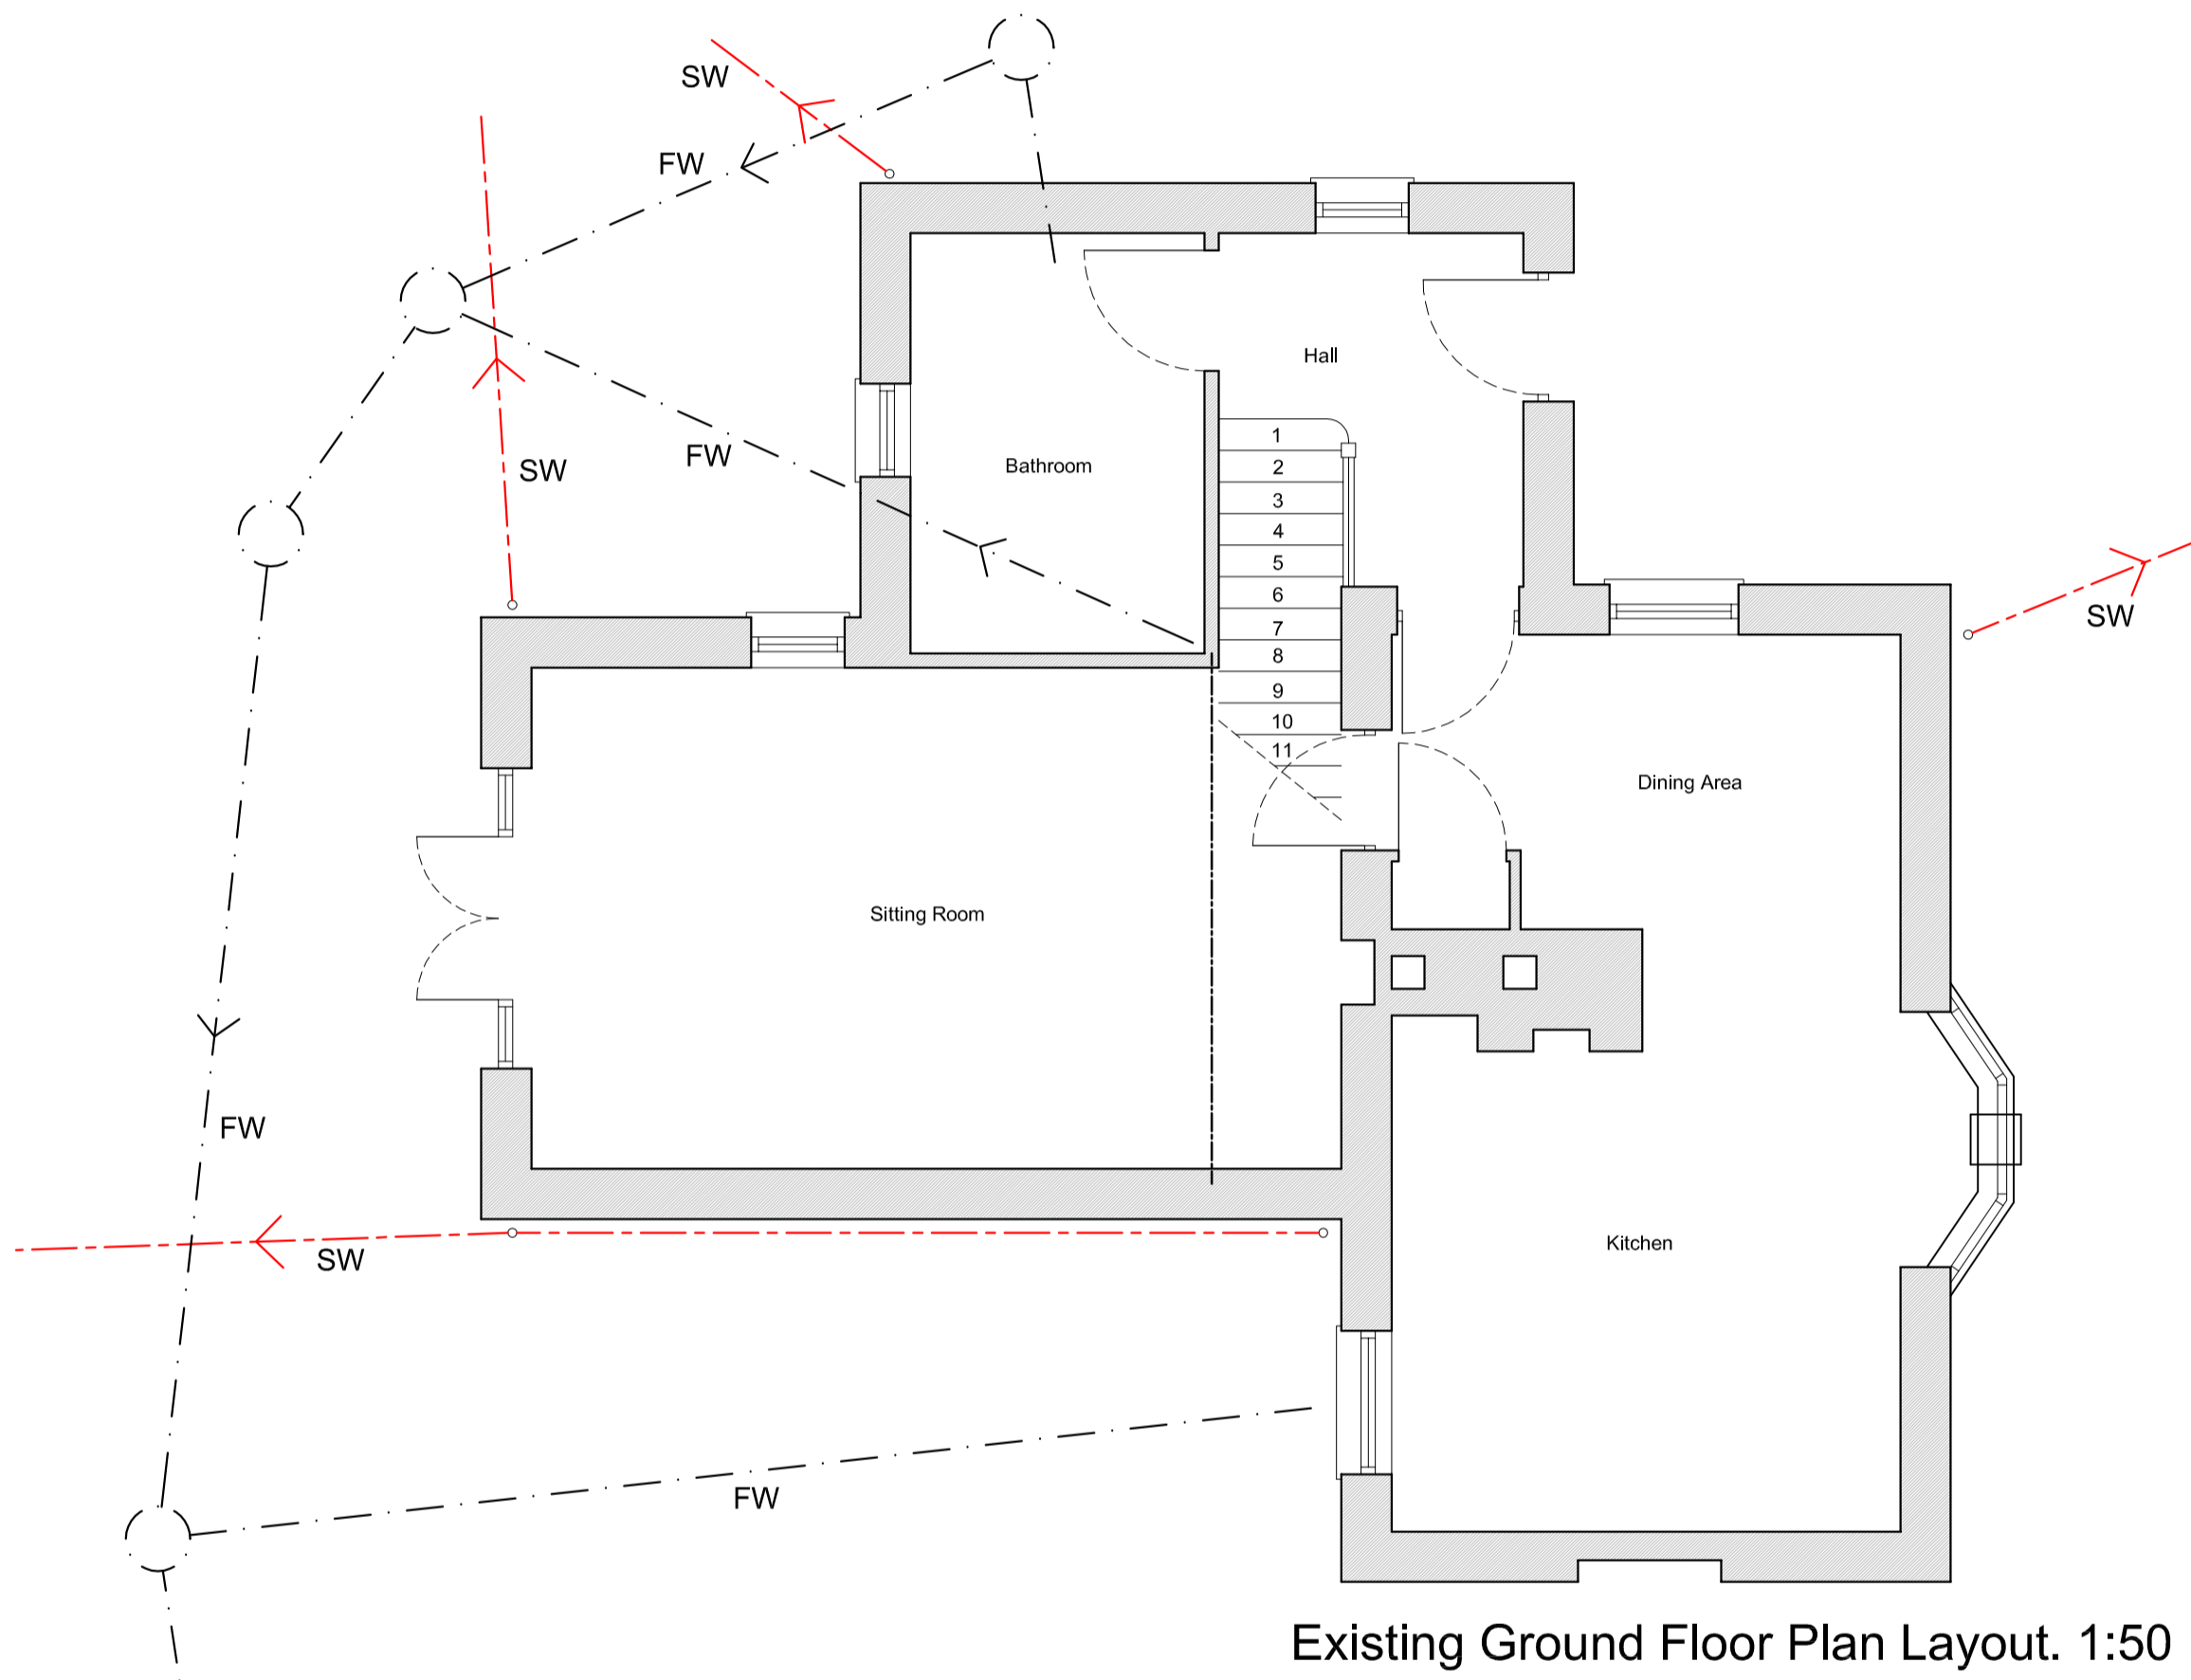 SW
FW
Hall
1
2
3
4
5
6
7
8
9
10
11
Bathroom
FW
SW
SW
Dining Area
Sitting Room
FW
SW
Kitchen
FW
Existing Ground Floor Plan Layout. 1:50